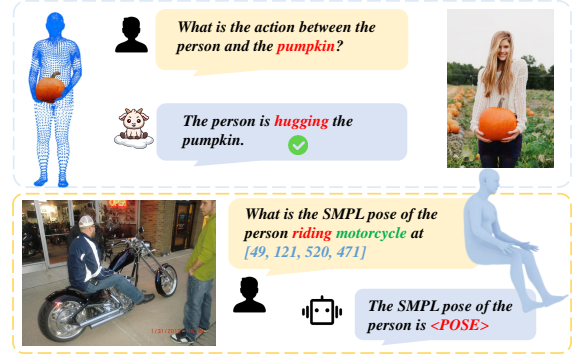 What is the action between the
person and the pumpkin?
The person is hugging the
pumpkin.
What is the SMPL pose of the
person riding motorcycle at
[49, 121, 520, 471]
The SMPL pose of the
person is <POSE>
OPEN